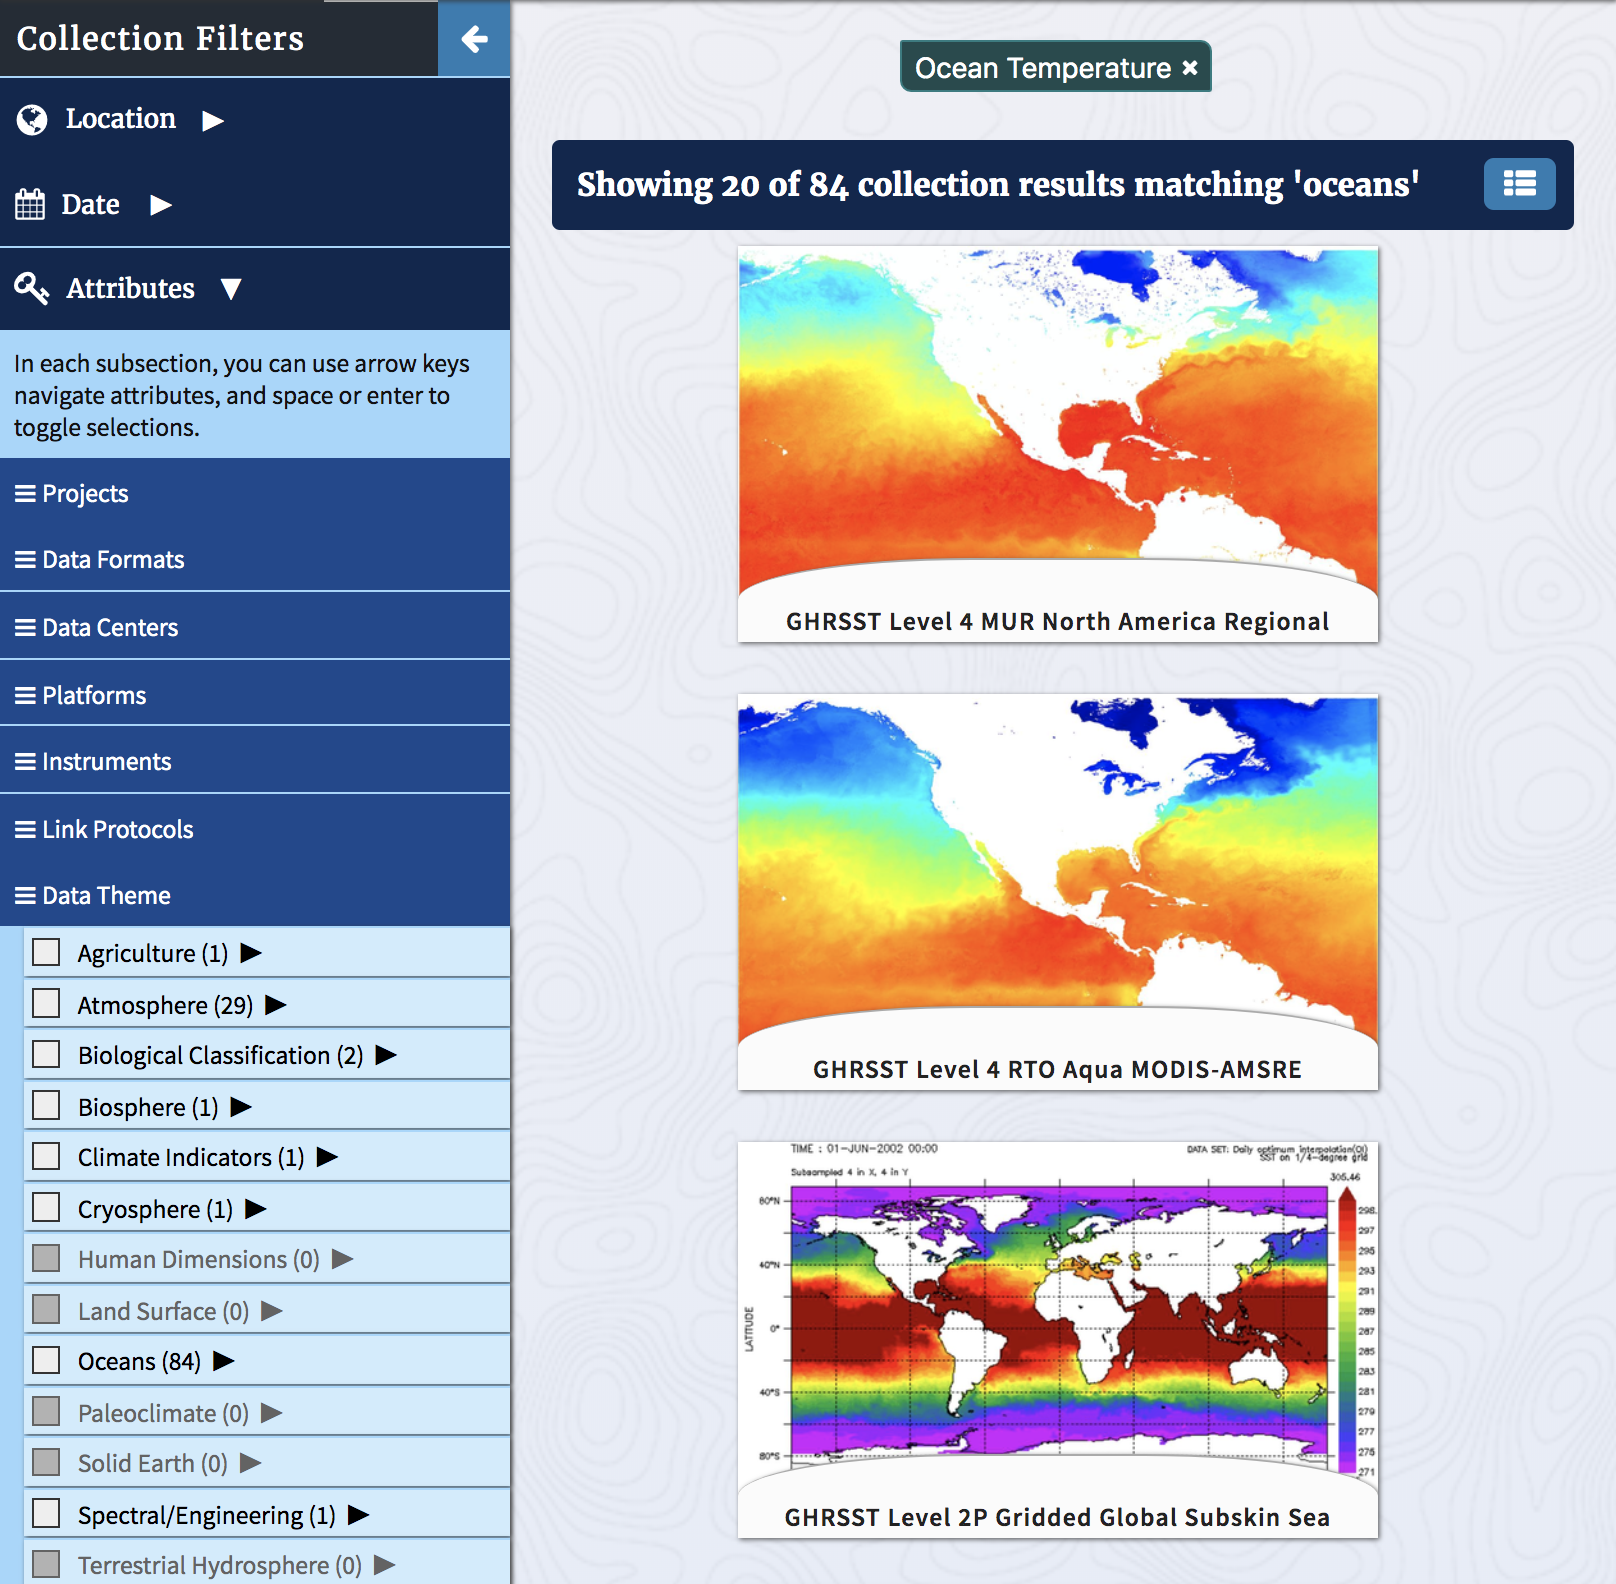 Collection Filters
Location
Date
Attributes
In each subsection, you can use arrow keys
navigate attributes, and space or enter to
toggle selections.
Projects
Data Formats
Data Centers
Platforms
Instruments
Link Protocols
Data Theme
Agriculture (1)
Atmosphere (29)
Biological Classification (2)
Biosphere (1)
Climate Indicators (1)
Cryosphere (1)
Human Dimensions (0)
Land Surface (0)
Oceans (84)
Paleoclimate (0)
Solid Earth (0)
Spectral/Engineering (1)
Terrestrial Hydrosphere (0)
Ocean Temperature ×
Showing 20 of 84 collection results matching 'oceans'
GHRSST Level 4 MUR North America Regional
GHRSST Level 4 RTO Aqua MODIS-AMSRE
TIME : 01-JUN-2002 00:00
DATA SET: Daily optimum interpolation(OI)
SST on 1/4-degree grid
Subsampled 4 in X, 4 in Y
305.46
298.
297
295
293
291
289
287
285
283
281
279
277
275
271
80°N
40°N
0°
40°S
80°S
LATITUDE
GHRSST Level 2P Gridded Global Subskin Sea